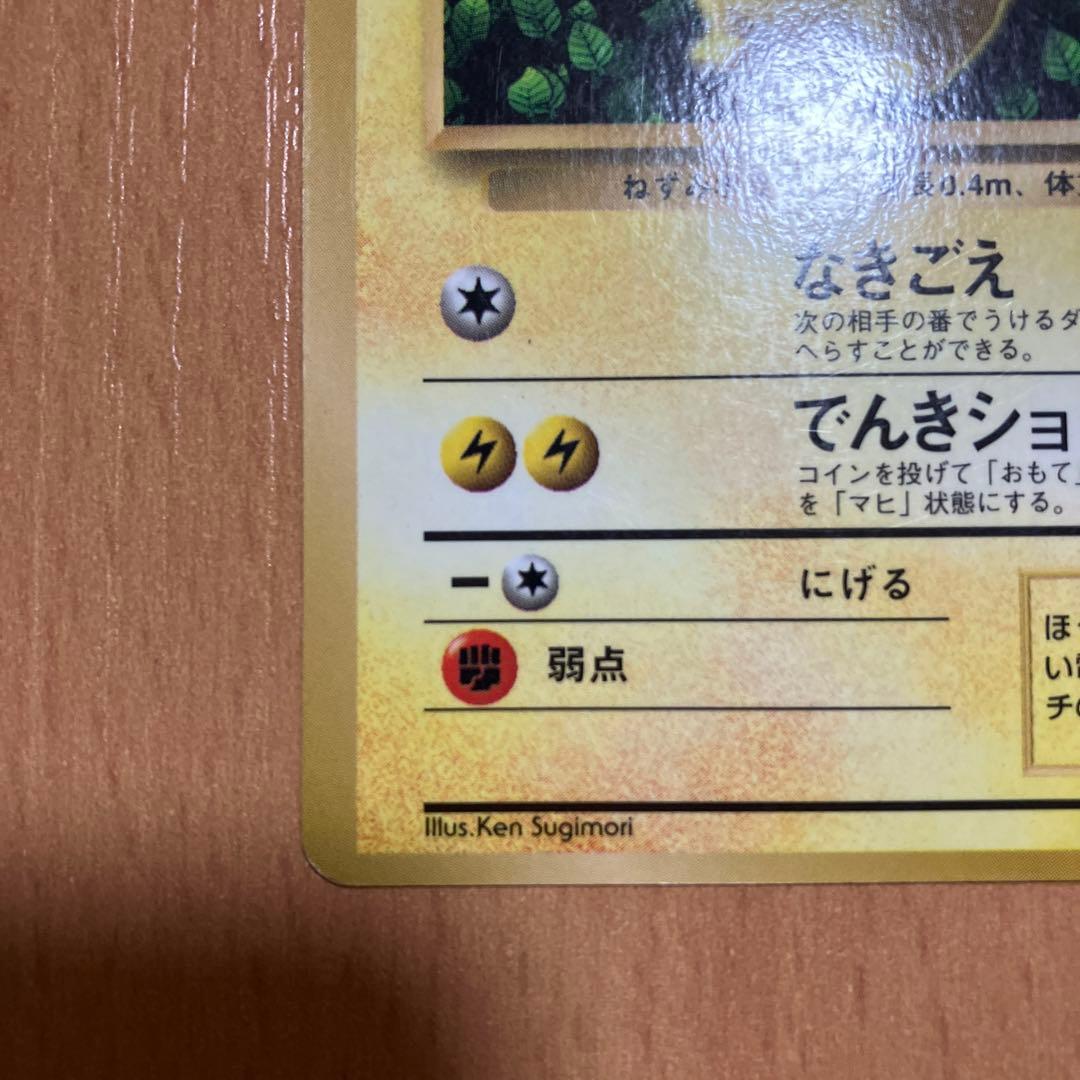 ねずみ
長0.4m、体
なきごえ
次の相手の番でうけるダ
へらすことができる。
でんきショ
コインを投げて「おもて」
を「マヒ」状態にする。
にげる
弱点
ほ
い
チの
Illus.Ken Sugimori